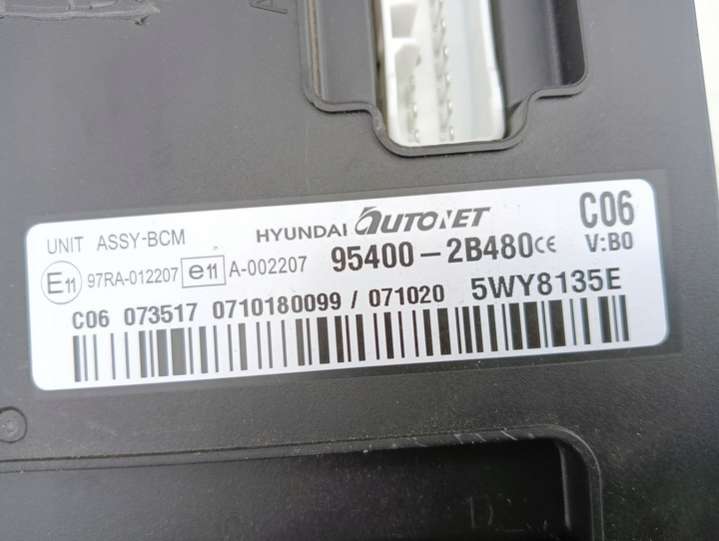 A
UNIT ASSY-BCM HYUNDAI AUTONET C06
E11 97RA-012207 e11 A-002207 95400-2B480 CE V:B0
C06 073517 0710180099 / 071020 5WY8135E